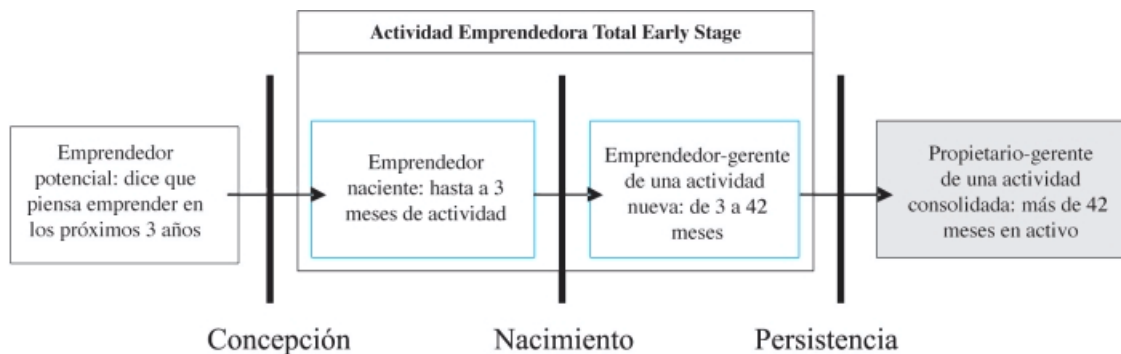 Actividad Emprendedora Total Early Stage
Emprendedor
potencial: dice que
piensa emprender en
los próximos 3 años
Emprendedor
naciente: hasta a 3
meses de actividad
Emprendedor-gerente
de una actividad
nueva: de 3 a 42
meses
Propietario-gerente
de una actividad
consolidada: más de 42
meses en activo
Concepción
Nacimiento
Persistencia